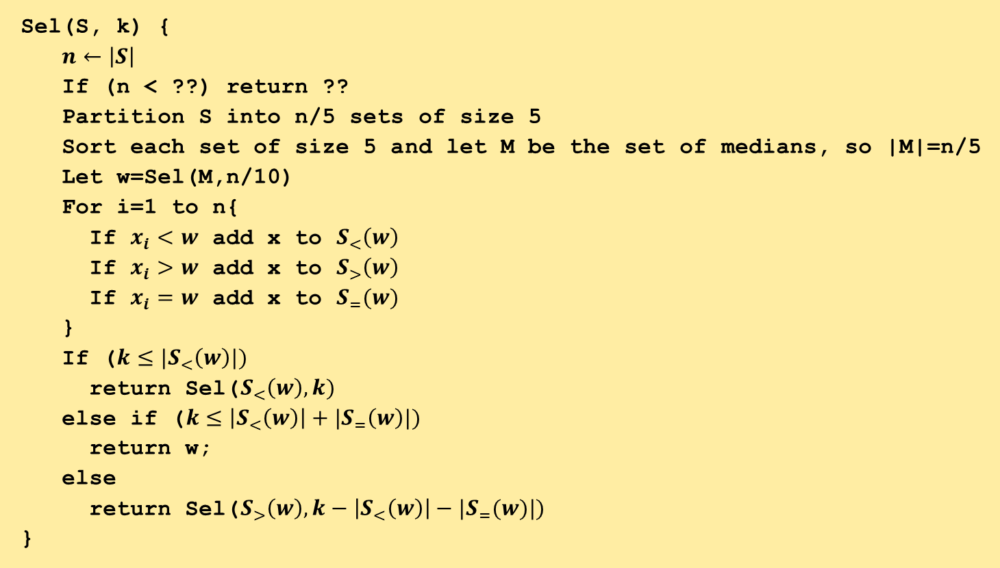 Sel(S, k) {
n ← |S|
If (n < ??) return ??
Partition S into n/5 sets of size 5
Sort each set of size 5 and let M be the set of medians, so |M|=n/5
Let w=Sel(M,n/10)
For i=1 to n{
If xᵢ < w add x to S<(w)
If xᵢ > w add x to S>(w)
If xᵢ = w add x to S₌(w)
}
If (k ≤ |S<(w)|)
return Sel(S<(w), k)
else if (k ≤ |S<(w)| + |S₌(w)|)
return w;
else
return Sel(S>(w), k − |S<(w)| − |S₌(w)|)
}